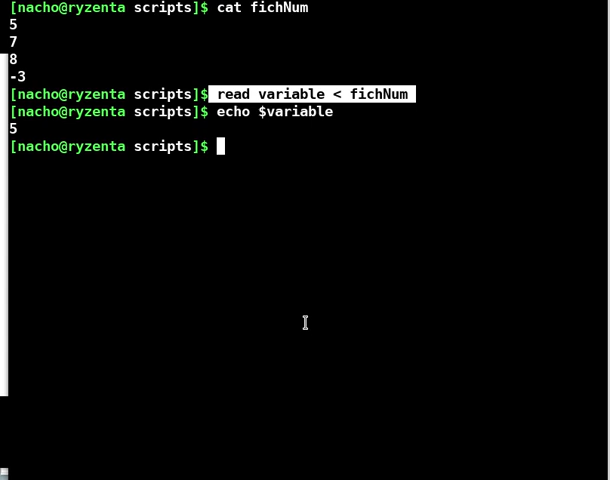 [nacho@ryzenta scripts]$ cat fichNum
5
7
8
-3
[nacho@ryzenta scripts]$ read variable < fichNum
[nacho@ryzenta scripts]$ echo $variable
5
[nacho@ryzenta scripts]$